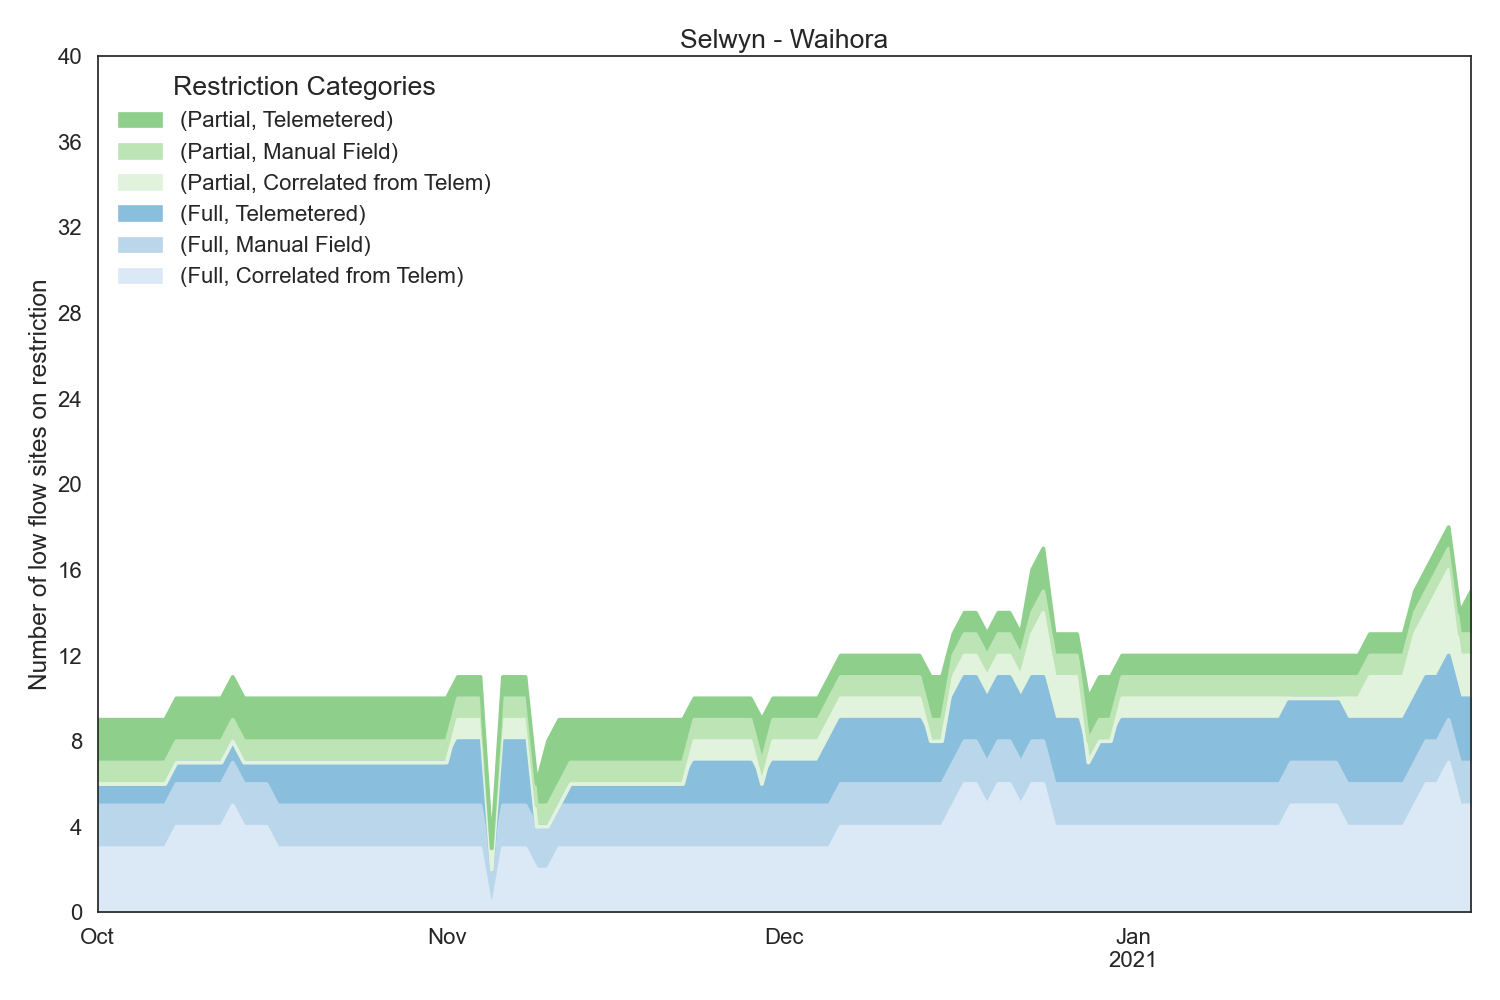 Selwyn - Waihora
40
36
32
28
24
20
16
12
8
4
0
Number of low flow sites on restriction
Restriction Categories
(Partial, Telemetered)
(Partial, Manual Field)
(Partial, Correlated from Telem)
(Full, Telemetered)
(Full, Manual Field)
(Full, Correlated from Telem)
Oct
Nov
Dec
Jan
2021